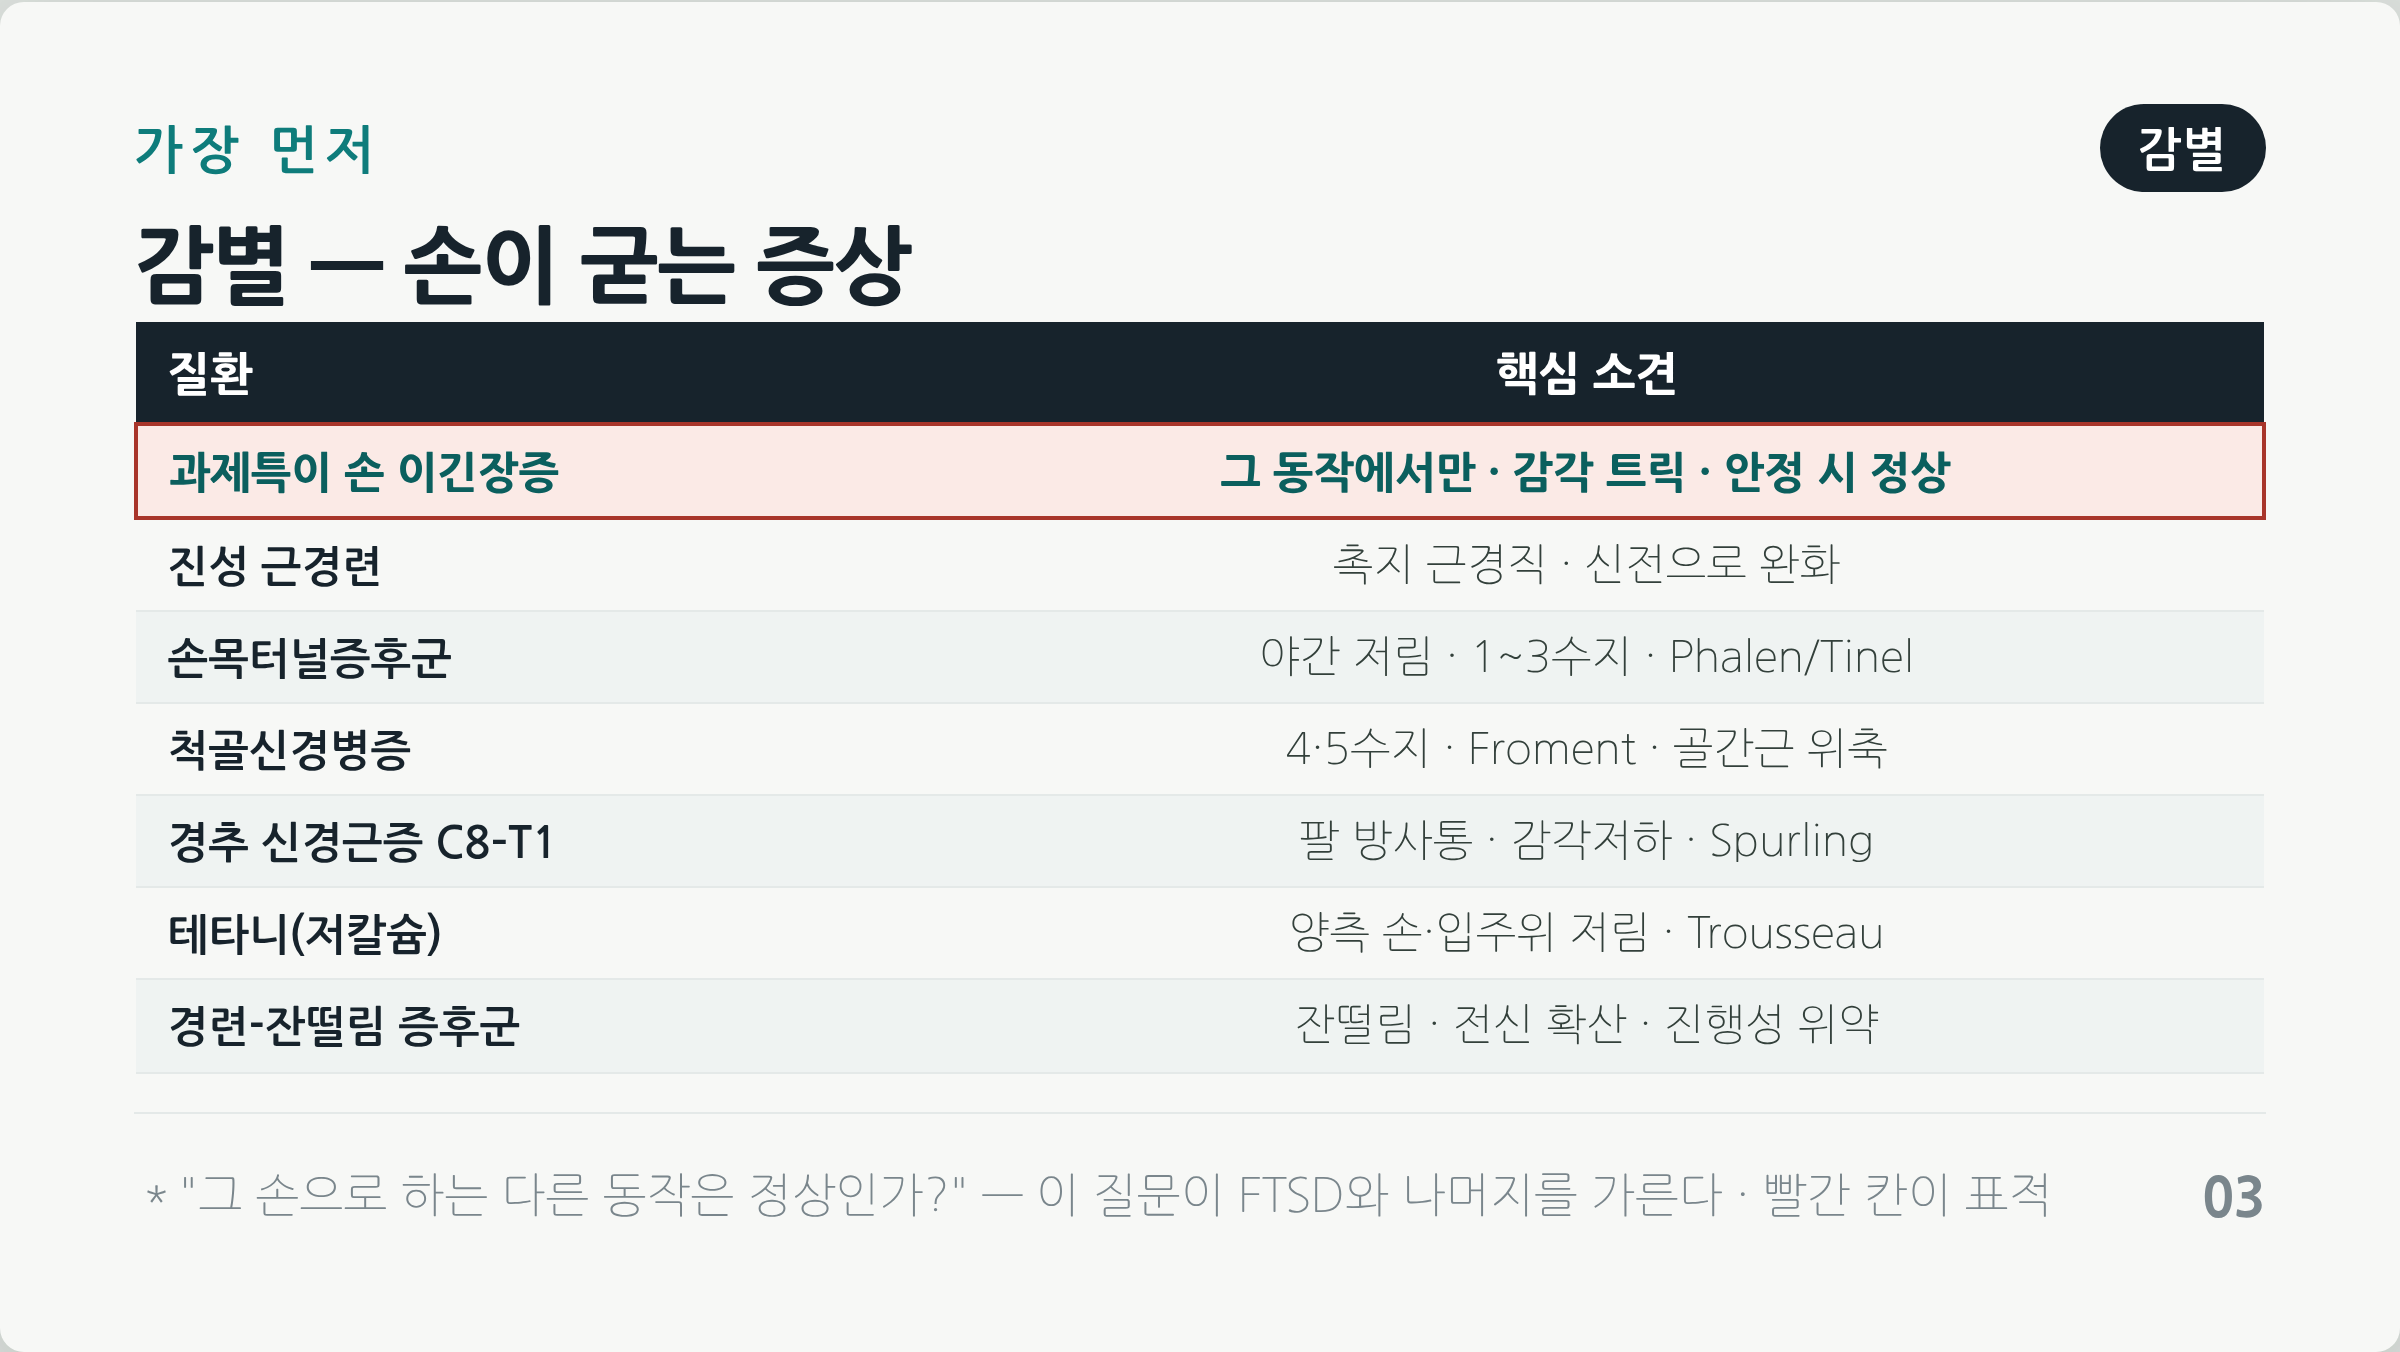 가장 먼저
감별
감별 — 손이 굳는 증상
질환 핵심 소견
과제특이 손 이긴장증 그 동작에서만 · 감각 트릭 · 안정 시 정상
진성 근경련 촉지 근경직 · 신전으로 완화
손목터널증후군 야간 저림 · 1~3수지 · Phalen/Tinel
척골신경병증 4·5수지 · Froment · 골간근 위축
경추 신경근증 C8-T1 팔 방사통 · 감각저하 · Spurling
테타니(저칼슘) 양측 손·입주위 저림 · Trousseau
경련-잔떨림 증후군 잔떨림 · 전신 확산 · 진행성 위약
* "그 손으로 하는 다른 동작은 정상인가?" — 이 질문이 FTSD와 나머지를 가른다 · 빨간 칸이 표적
03